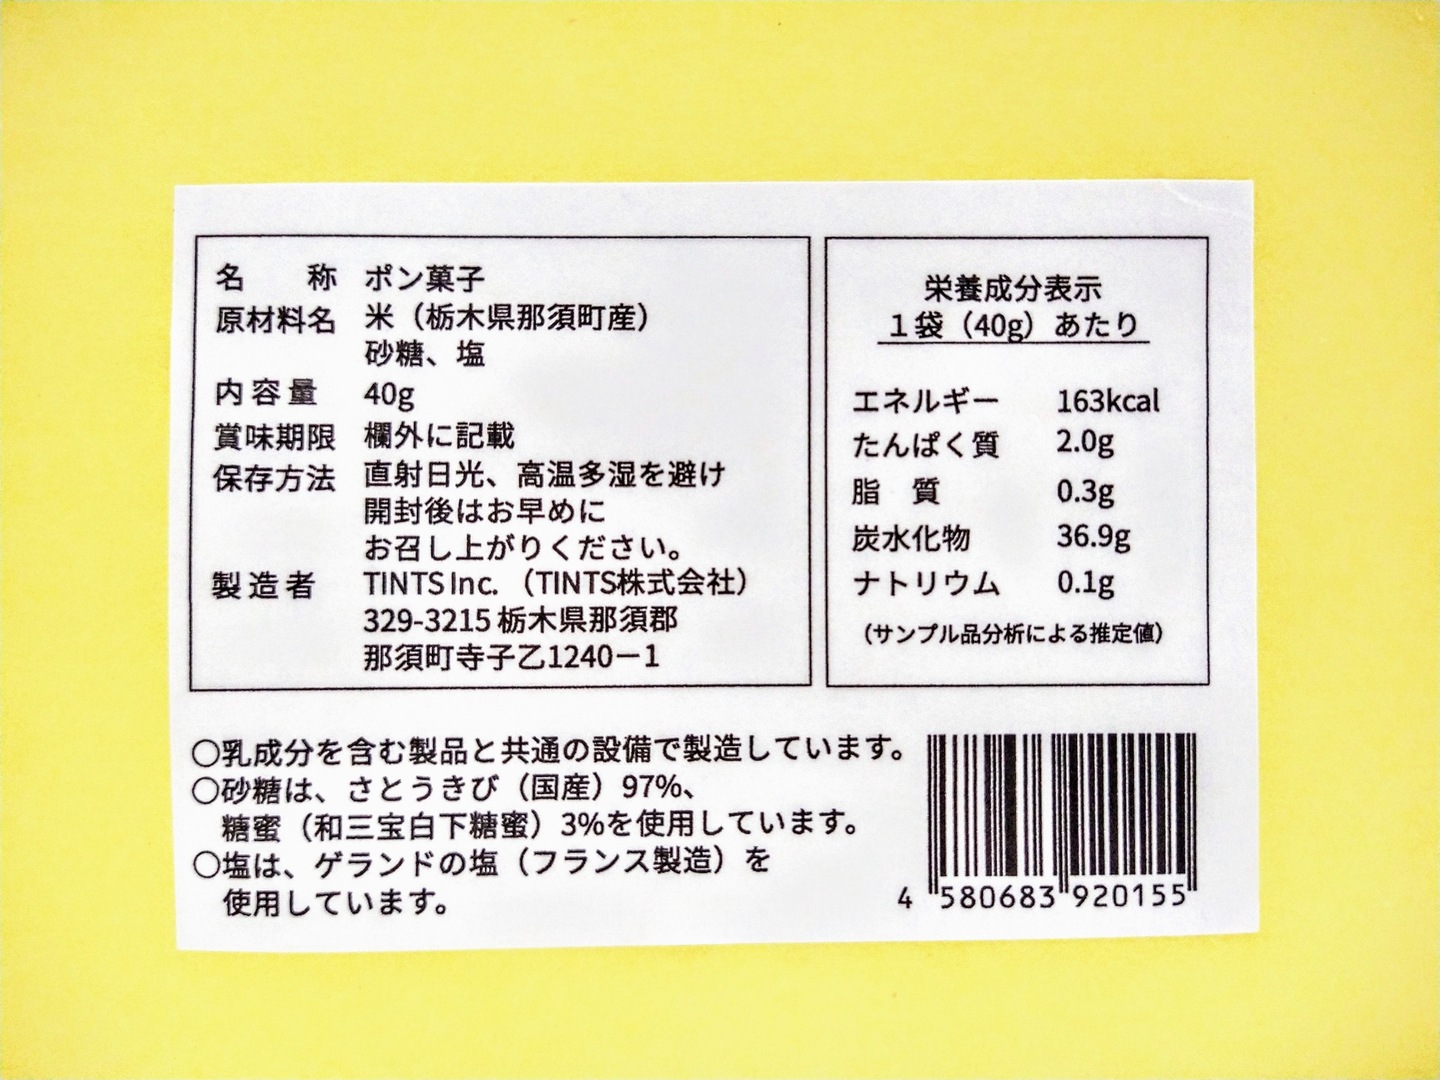 名　　称　ポン菓子
原材料名　米（栃木県那須町産）
砂糖、塩
内容量　40g
賞味期限　欄外に記載
保存方法　直射日光、高温多湿を避け
開封後はお早めに
お召し上がりください。
製造者　TINTS Inc.（TINTS株式会社）
329-3215 栃木県那須郡
那須町寺子乙1240－1
栄養成分表示
１袋（40g）あたり
エネルギー　163kcal
たんぱく質　2.0g
脂　質　0.3g
炭水化物　36.9g
ナトリウム　0.1g
（サンプル品分析による推定値）
○乳成分を含む製品と共通の設備で製造しています。
○砂糖は、さとうきび（国産）97%、
糖蜜（和三宝白下糖蜜）3%を使用しています。
○塩は、ゲランドの塩（フランス製造）を
使用しています。
4 580683 920155